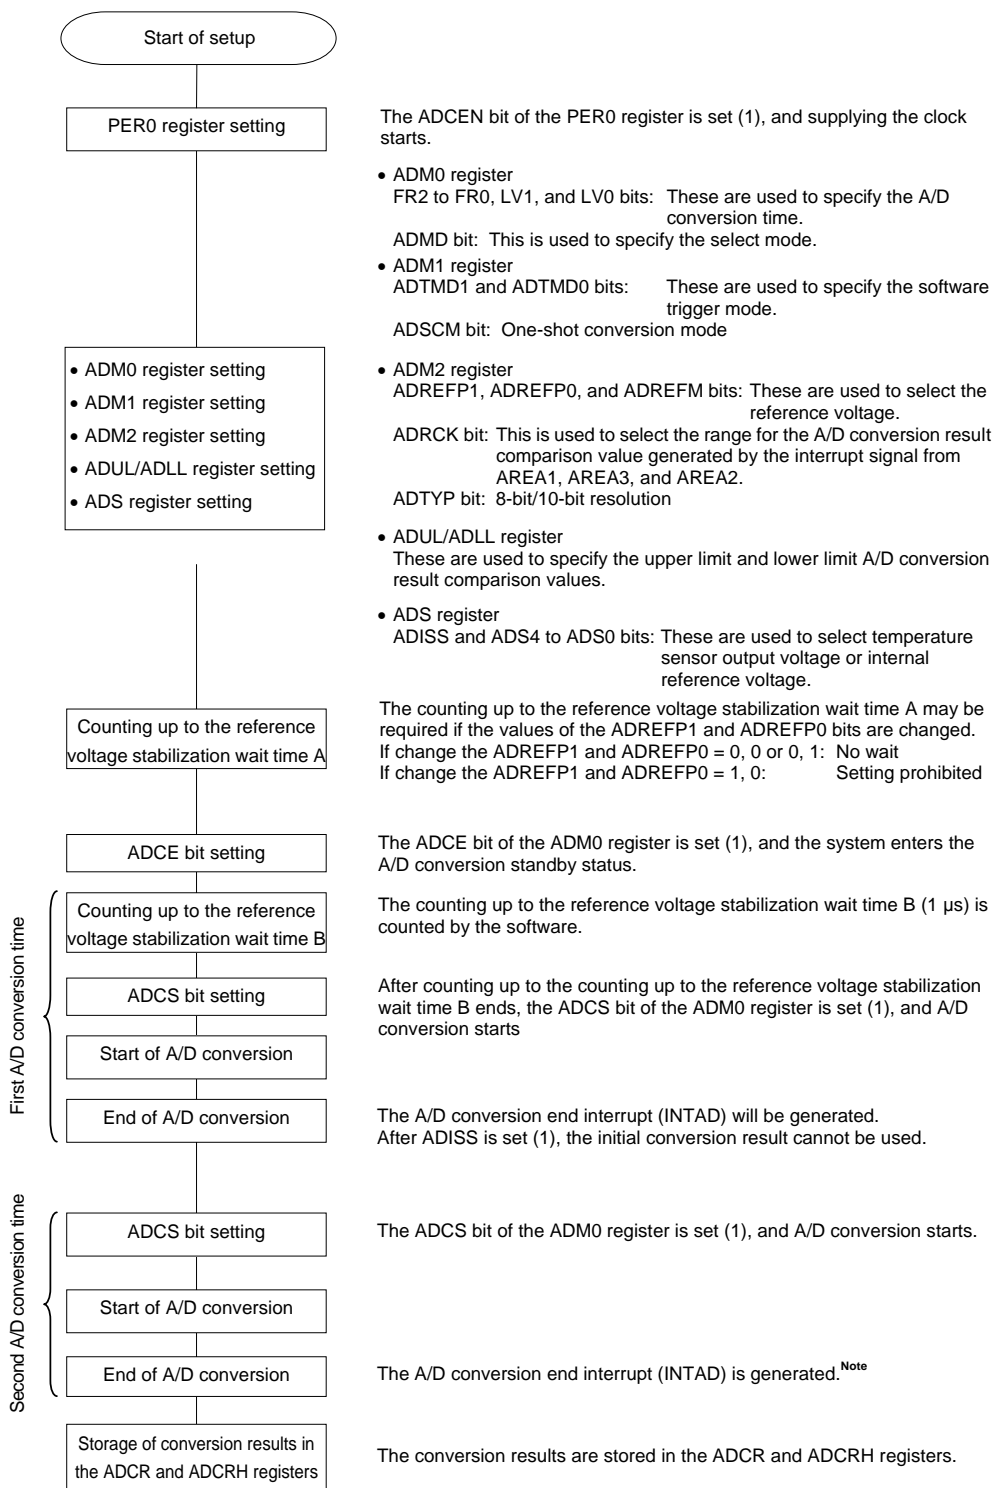 Start of setup
PER0 register setting
The ADCEN bit of the PER0 register is set (1), and supplying the clock
starts.
• ADM0 register
FR2 to FR0, LV1, and LV0 bits: These are used to specify the A/D
conversion time.
ADMD bit: This is used to specify the select mode.
• ADM1 register
ADTMD1 and ADTMD0 bits: These are used to specify the software
trigger mode.
ADSCM bit: One-shot conversion mode
• ADM0 register setting
• ADM1 register setting
• ADM2 register setting
• ADUL/ADLL register setting
• ADS register setting
• ADM2 register
ADREFP1, ADREFP0, and ADREFM bits: These are used to select the
reference voltage.
ADRCK bit: This is used to select the range for the A/D conversion result
comparison value generated by the interrupt signal from
AREA1, AREA3, and AREA2.
ADTYP bit: 8-bit/10-bit resolution
• ADUL/ADLL register
These are used to specify the upper limit and lower limit A/D conversion
result comparison values.
• ADS register
ADISS and ADS4 to ADS0 bits: These are used to select temperature
sensor output voltage or internal
reference voltage.
Counting up to the reference
voltage stabilization wait time A
The counting up to the reference voltage stabilization wait time A may be
required if the values of the ADREFP1 and ADREFP0 bits are changed.
If change the ADREFP1 and ADREFP0 = 0, 0 or 0, 1: No wait
If change the ADREFP1 and ADREFP0 = 1, 0: Setting prohibited
ADCE bit setting
The ADCE bit of the ADM0 register is set (1), and the system enters the
A/D conversion standby status.
First A/D conversion time
Counting up to the reference
voltage stabilization wait time B
The counting up to the reference voltage stabilization wait time B (1 µs) is
counted by the software.
ADCS bit setting
After counting up to the counting up to the reference voltage stabilization
wait time B ends, the ADCS bit of the ADM0 register is set (1), and A/D
conversion starts
Start of A/D conversion
End of A/D conversion
The A/D conversion end interrupt (INTAD) will be generated.
After ADISS is set (1), the initial conversion result cannot be used.
Second A/D conversion time
ADCS bit setting
The ADCS bit of the ADM0 register is set (1), and A/D conversion starts.
Start of A/D conversion
End of A/D conversion
The A/D conversion end interrupt (INTAD) is generated.Note
Storage of conversion results in
the ADCR and ADCRH registers
The conversion results are stored in the ADCR and ADCRH registers.